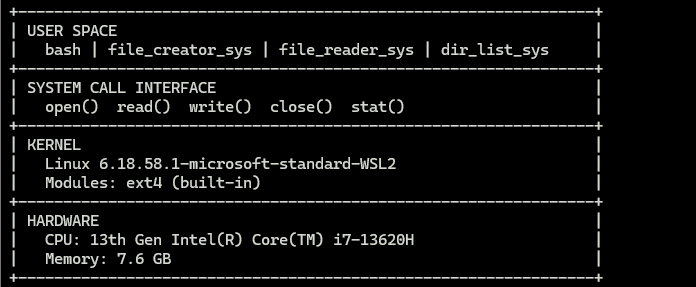 USER SPACE
bash | file_creator_sys | file_reader_sys | dir_list_sys
SYSTEM CALL INTERFACE
open() read() write() close() stat()
KERNEL
Linux 6.18.58.1-microsoft-standard-WSL2
Modules: ext4 (built-in)
HARDWARE
CPU: 13th Gen Intel(R) Core(TM) i7-13620H
Memory: 7.6 GB